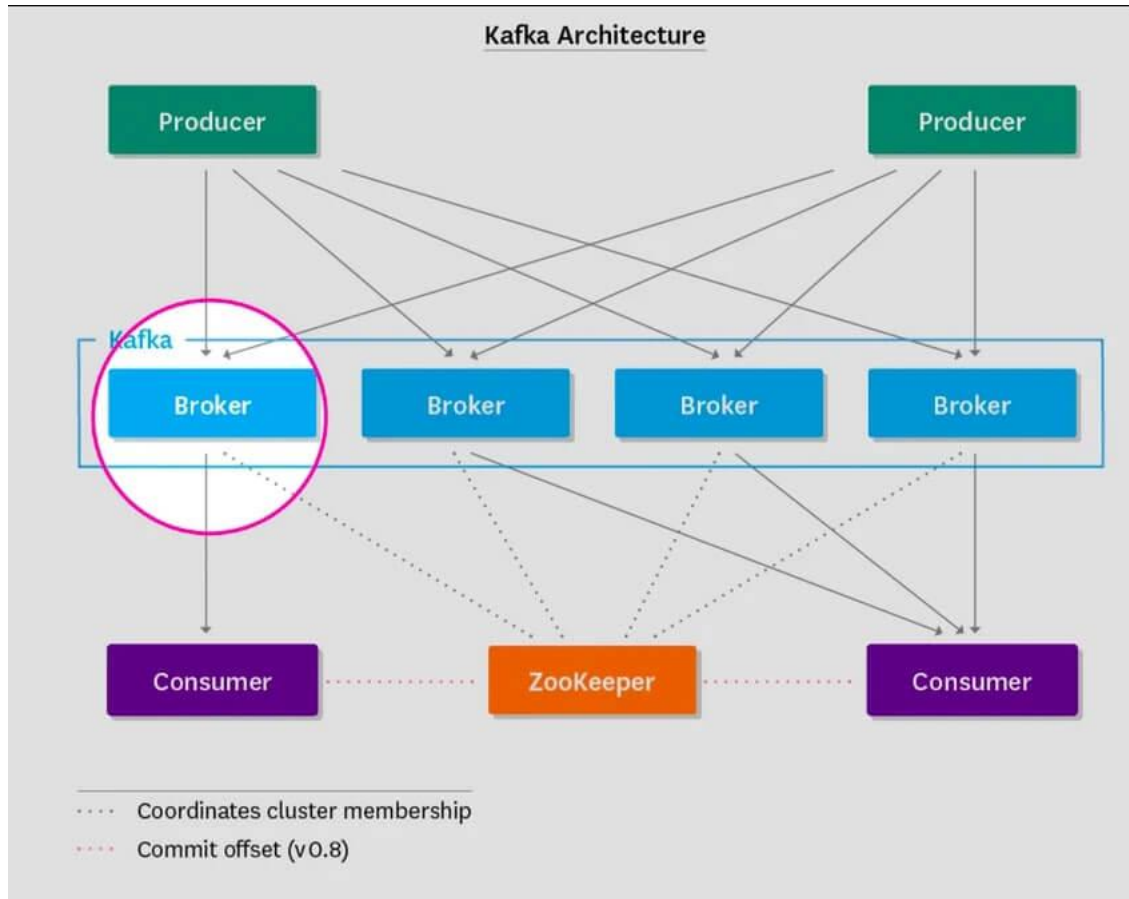 Kafka Architecture
Producer
Producer
Kafka
Broker
Broker
Broker
Broker
Consumer
ZooKeeper
Consumer
Coordinates cluster membership
Commit offset (v0.8)